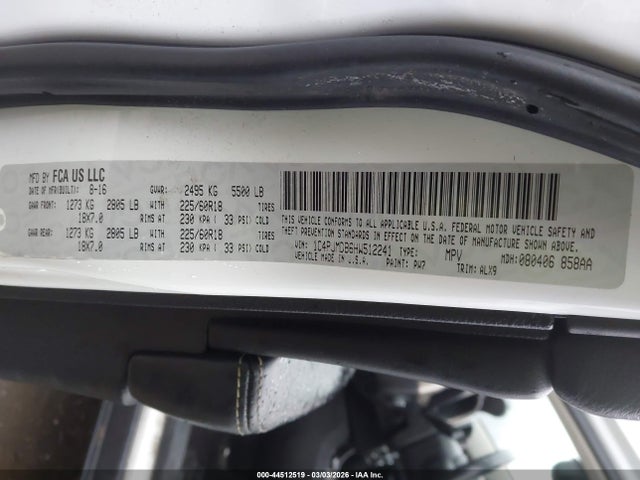 MFD BY FCA US LLC
DATE OF MFR(BUILT): 8-16 GVWR: 2495 KG 5500 LB
GAWR FRONT: 1273 KG 2805 LB WITH 225/60R18 TIRES
18X7.0 RIMS AT 230 KPA ( 33 PSI) COLD
GAWR REAR: 1273 KG 2805 LB WITH 225/60R18 TIRES
18X7.0 RIMS AT 230 KPA ( 33 PSI) COLD
THIS VEHICLE CONFORMS TO ALL APPLICABLE U.S.A. FEDERAL MOTOR VEHICLE SAFETY,
THEFT PREVENTION STANDARDS IN EFFECT ON THE DATE OF MANUFACTURE SHOWN ABOVE.
VIN: 1C4PJMDB6HW512241 TYPE: MPV MDH: 080406 858AA
VEHICLE MADE IN U.S.A. PAINT: PW7 TRIM: ALX9
000-44512519 | 03/03/2026 | IAA Inc.